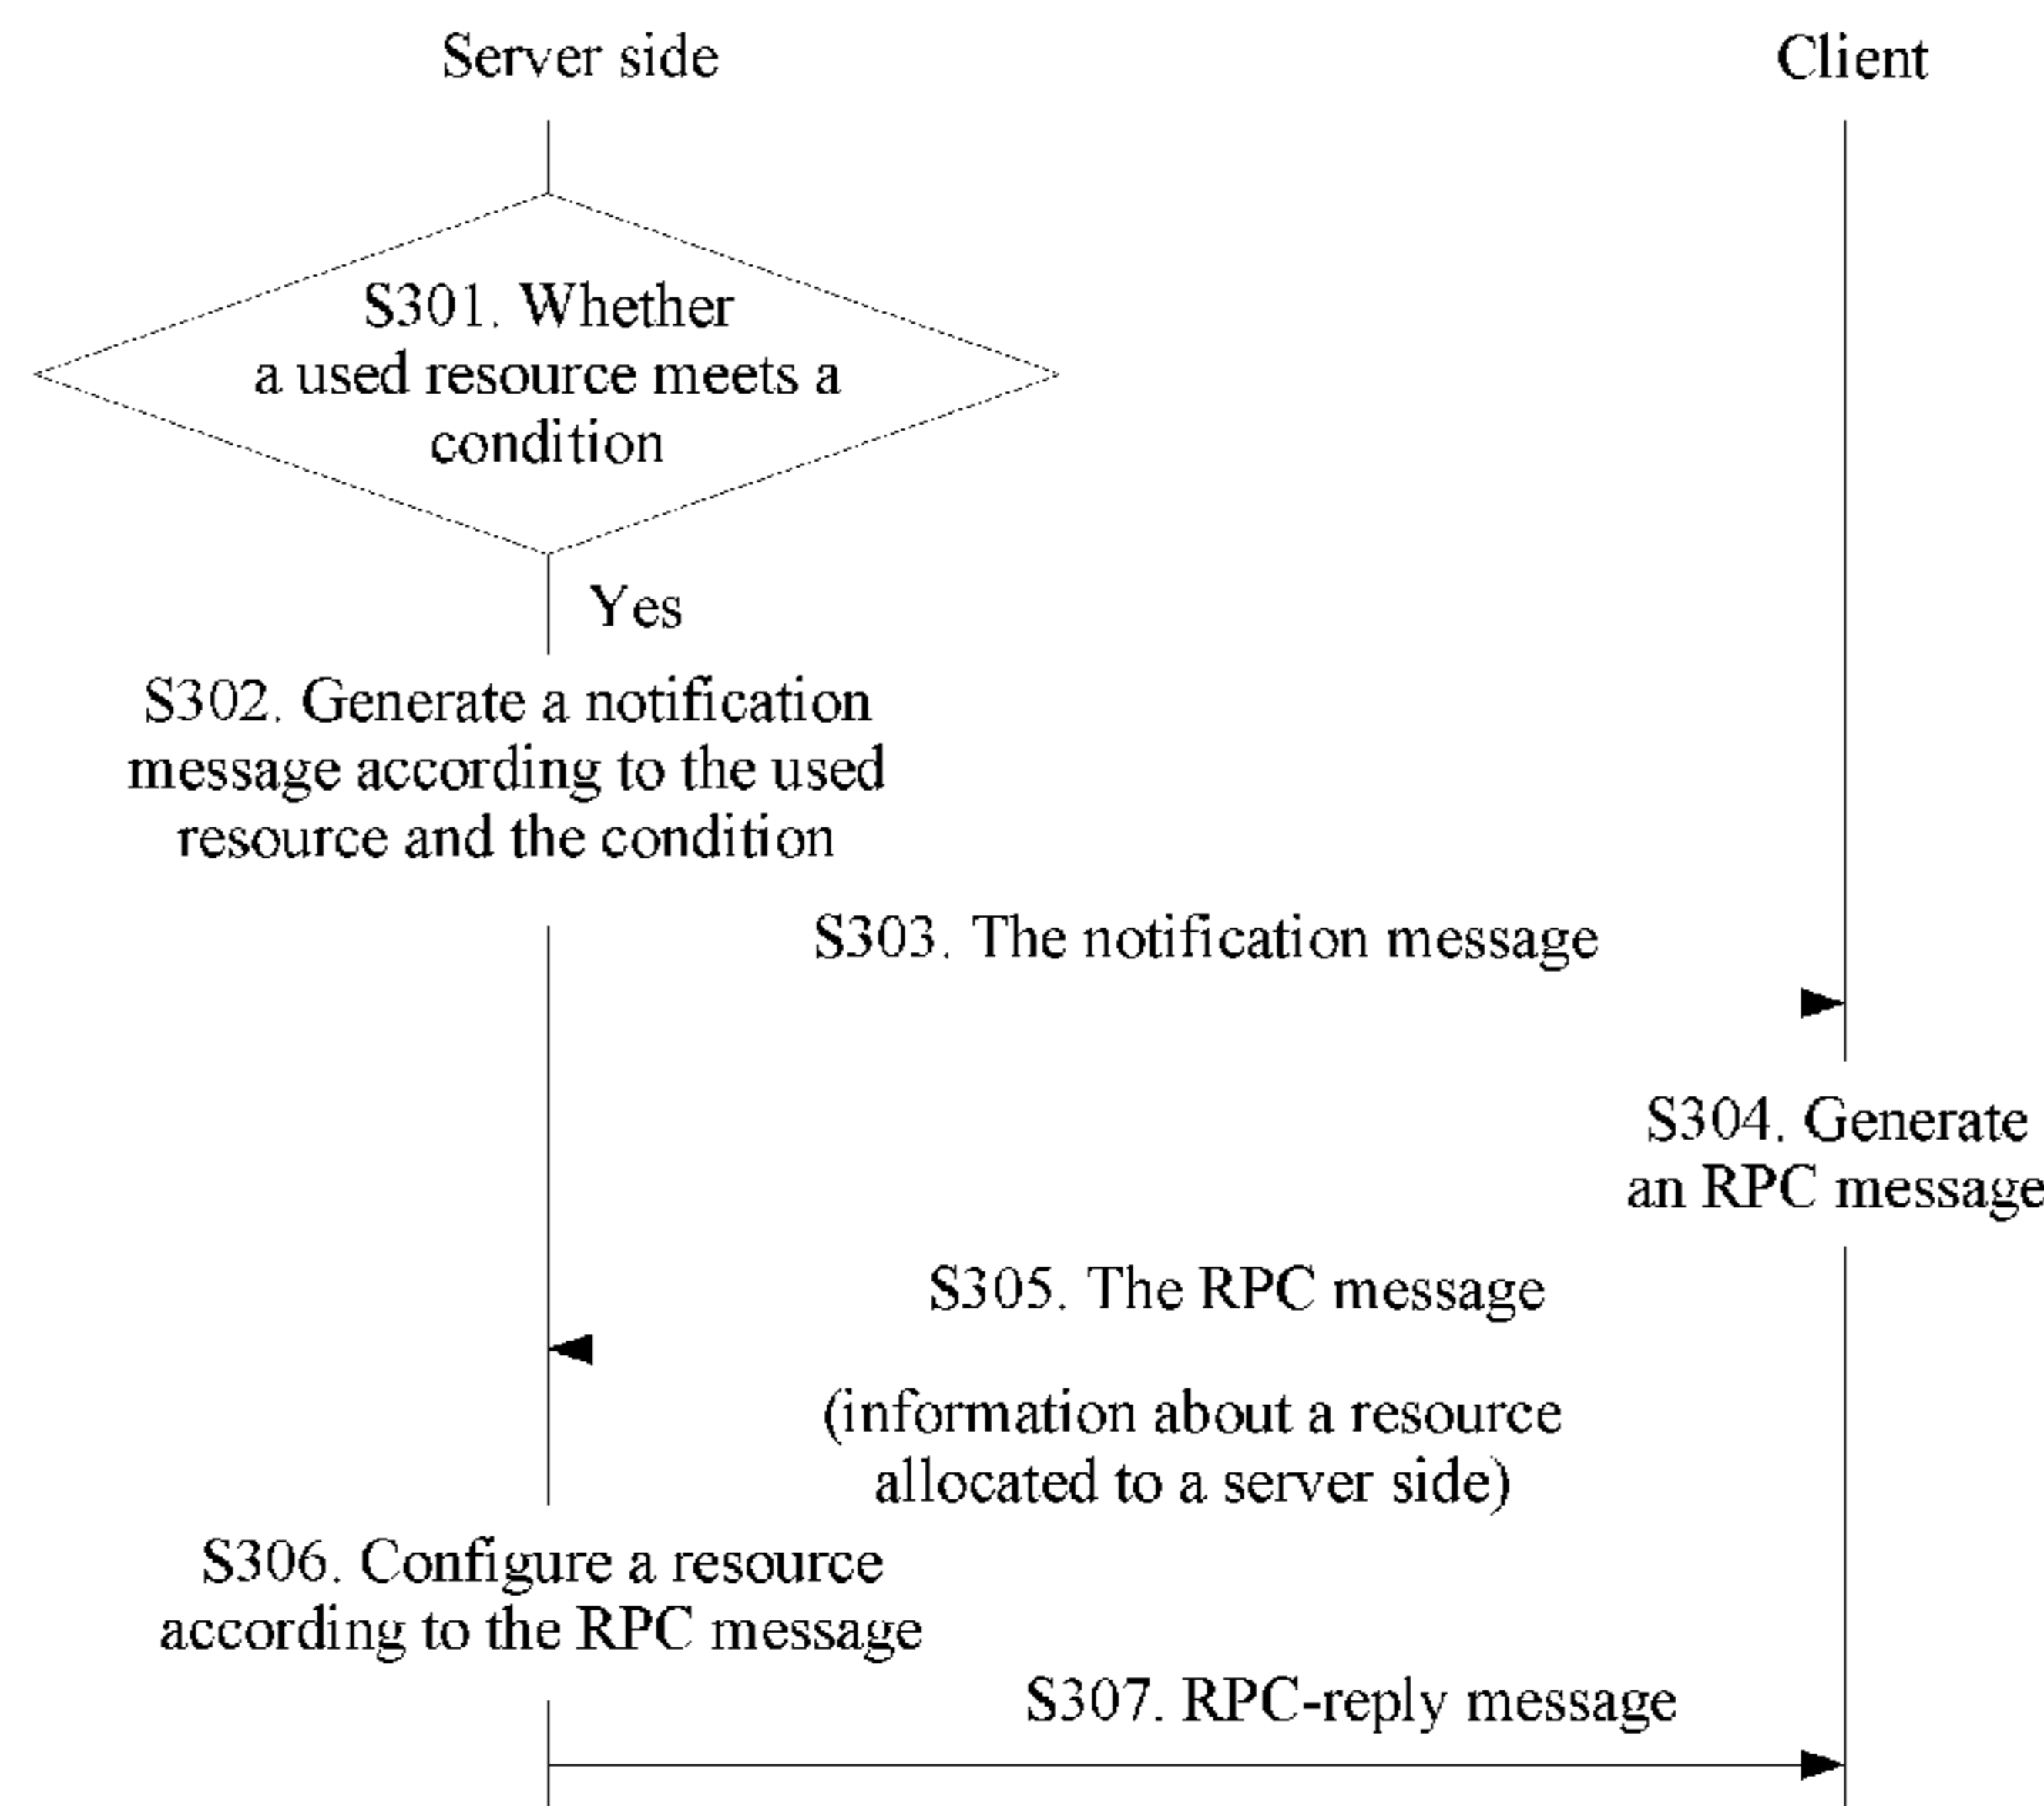 Server side
Client
S301. Whether
a used resource meets a
condition
Yes
S302. Generate a notification
message according to the used
resource and the condition
S303. The notification message
S304. Generate
an RPC message
S305. The RPC message
(information about a resource
allocated to a server side)
S306. Configure a resource
according to the RPC message
S307. RPC-reply message